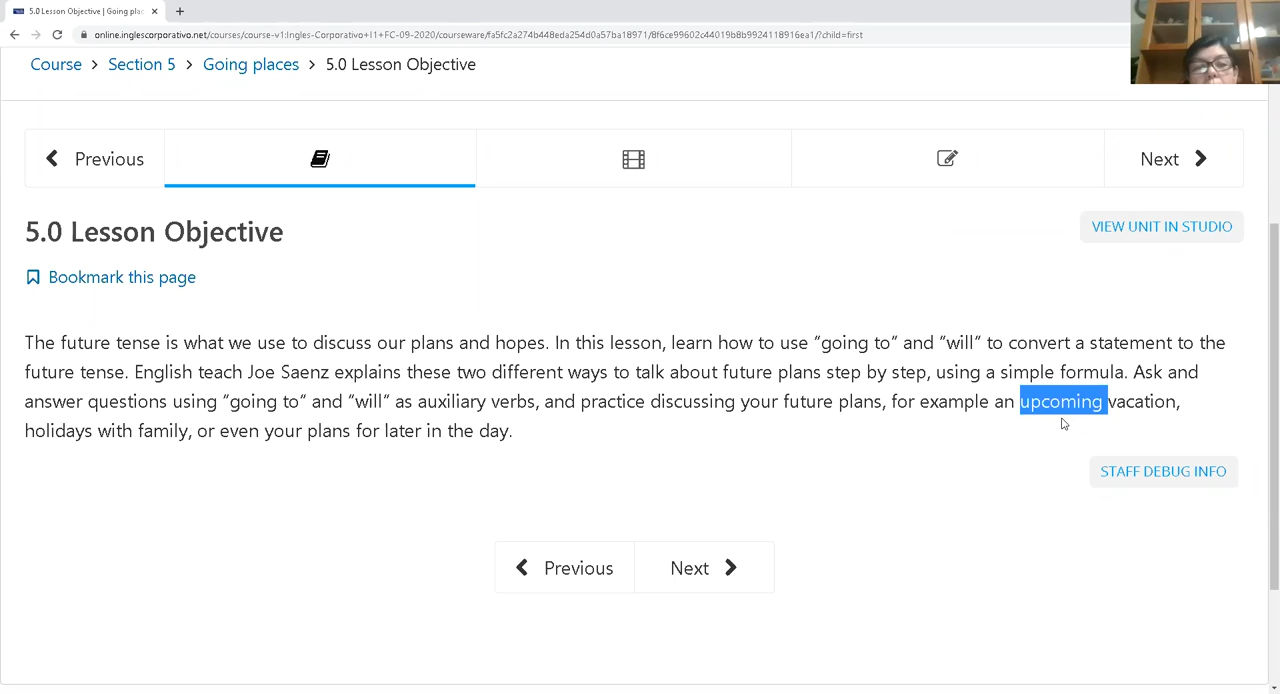 5.0 Lesson Objective | Going plac
online.inglescorporativo.net/courses/course-v1:Ingles-Corporativo+I1+FC-09-2020/courseware/fa5fc2a274b448eda254d0a57ba18971/8f6ce99602c44019b8b9924118916ea1/?child=first
Course > Section 5 > Going places > 5.0 Lesson Objective
Previous
Next
5.0 Lesson Objective
VIEW UNIT IN STUDIO
Bookmark this page
The future tense is what we use to discuss our plans and hopes. In this lesson, learn how to use "going to" and "will" to convert a statement to the
future tense. English teach Joe Saenz explains these two different ways to talk about future plans step by step, using a simple formula. Ask and
answer questions using "going to" and "will" as auxiliary verbs, and practice discussing your future plans, for example an upcoming vacation,
holidays with family, or even your plans for later in the day.
STAFF DEBUG INFO
Previous
Next